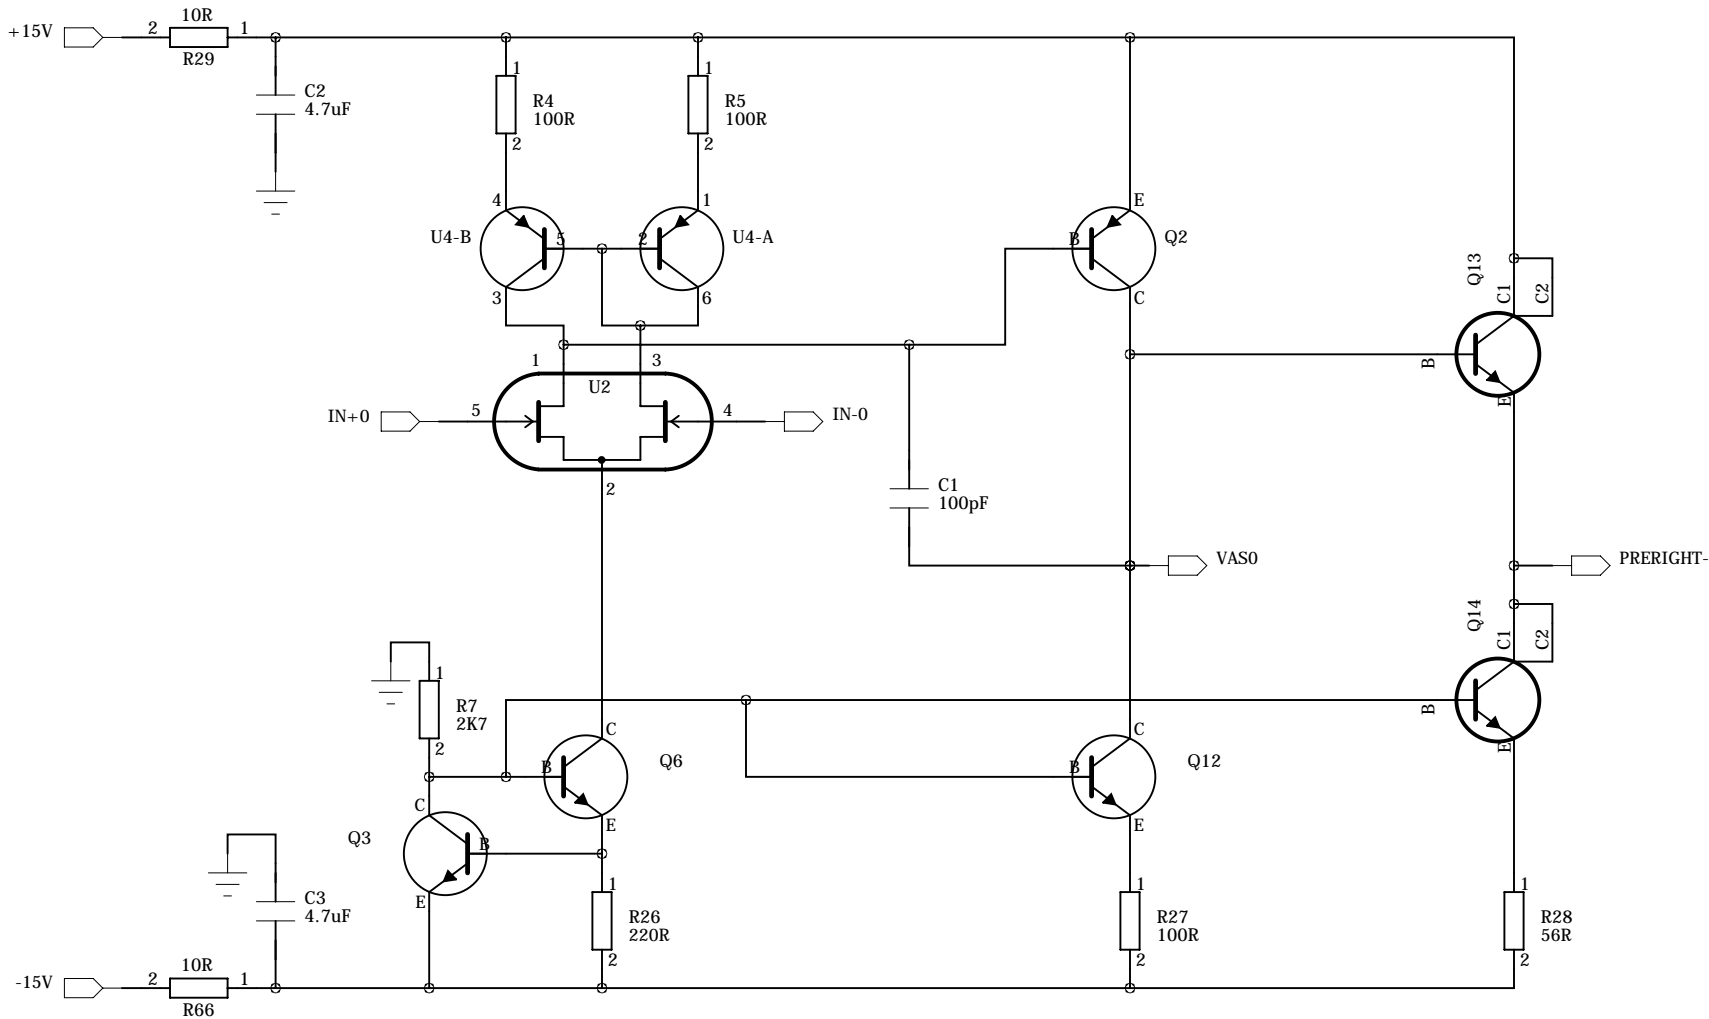 10R
+15V
2
1
R29
C2
4.7uF
1
R4
100R
2
1
R5
100R
2
4
U4-B
5
3
1
2
U4-A
6
E
B
Q2
C
Q13
C1
C2
B
E
1
3
U2
IN+0
5
4
IN-0
2
C1
100pF
VAS0
PRERIGHT-
Q14
C1
C2
B
E
1
R7
2K7
2
C
B
Q6
E
C
B
Q12
E
C
Q3
B
E
C3
4.7uF
1
R26
220R
2
1
R27
100R
2
1
R28
56R
2
10R
-15V
2
1
R66